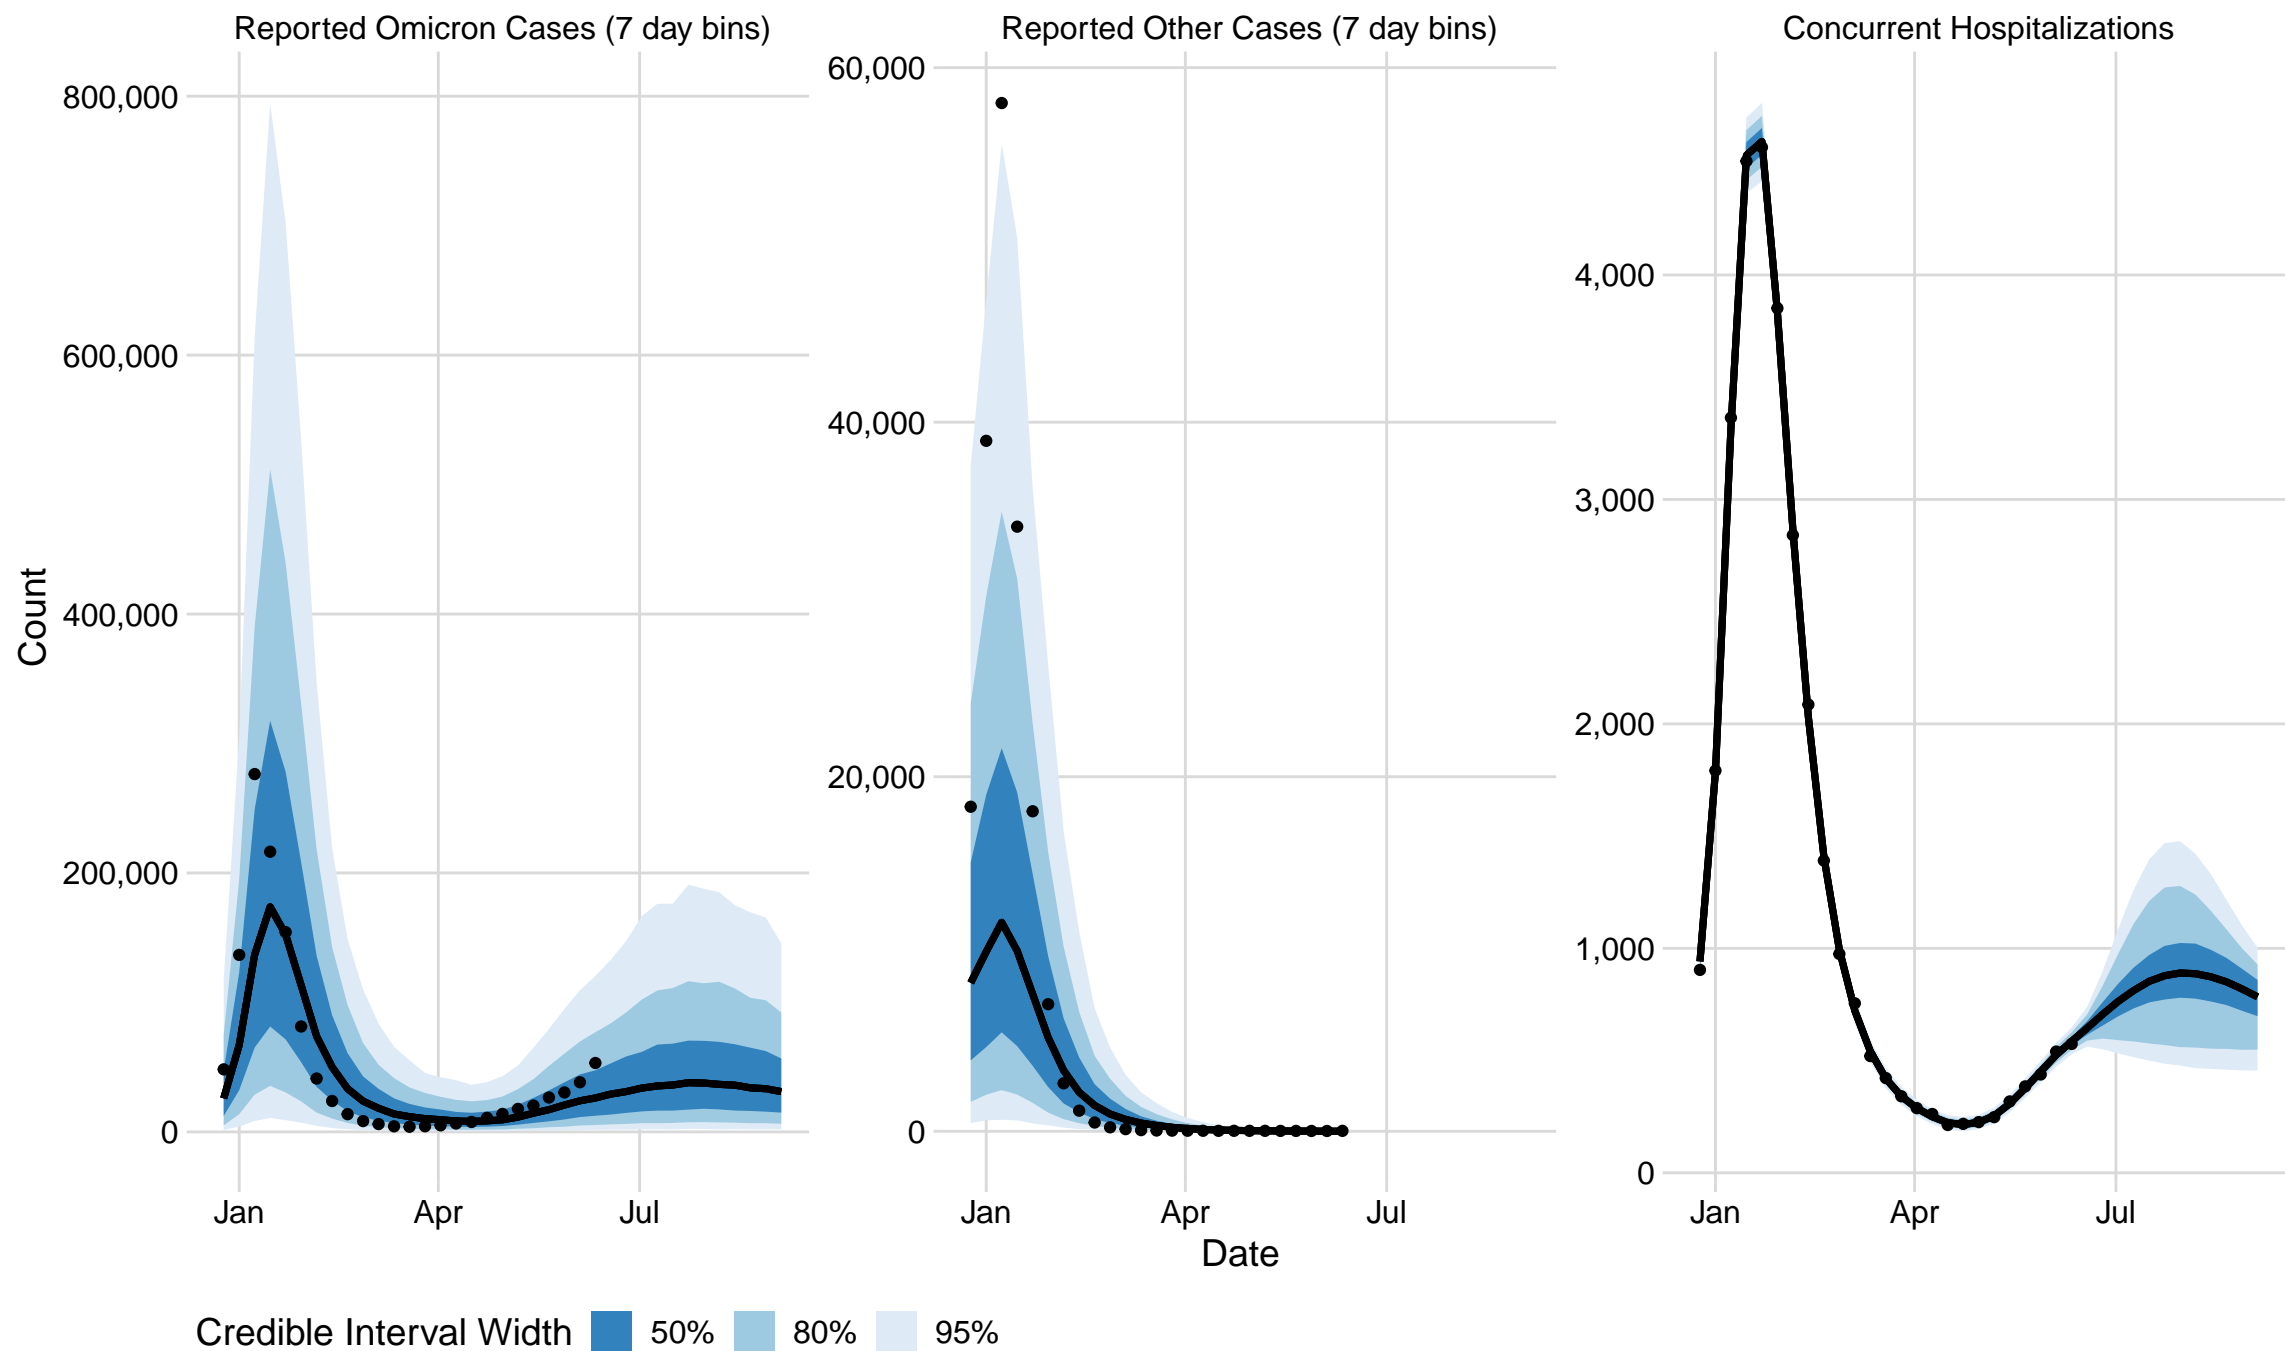 Reported Omicron Cases (7 day bins)
Reported Other Cases (7 day bins)
Concurrent Hospitalizations
Count
800,000
600,000
400,000
200,000
0
60,000
40,000
20,000
0
4,000
3,000
2,000
1,000
0
Jan Apr Jul
Jan Apr Jul
Jan Apr Jul
Date
Credible Interval Width 50% 80% 95%